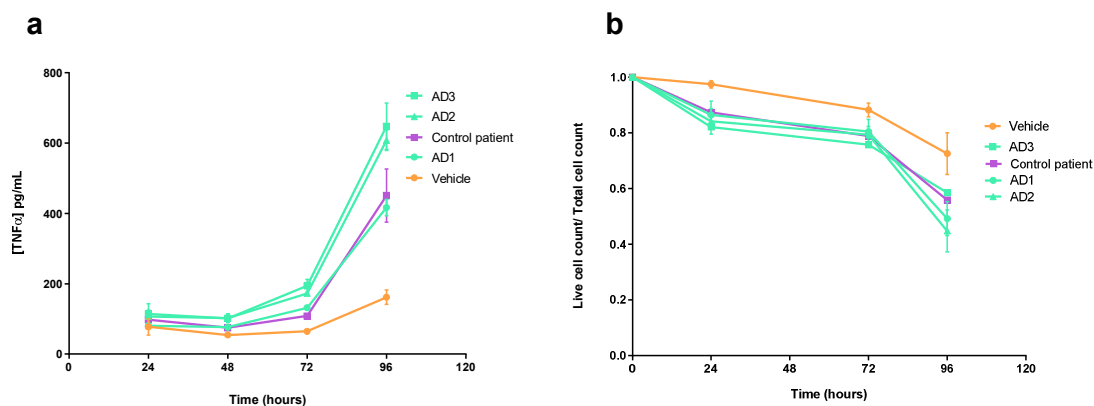 a
[TNFα] pg/mL
800
600
400
200
0
0 24 48 72 96 120
Time (hours)
AD3
AD2
Control patient
AD1
Vehicle
b
Live cell count/ Total cell count
1.0
0.8
0.6
0.4
0.2
0.0
0 24 48 72 96 120
Time (hours)
Vehicle
AD3
Control patient
AD1
AD2